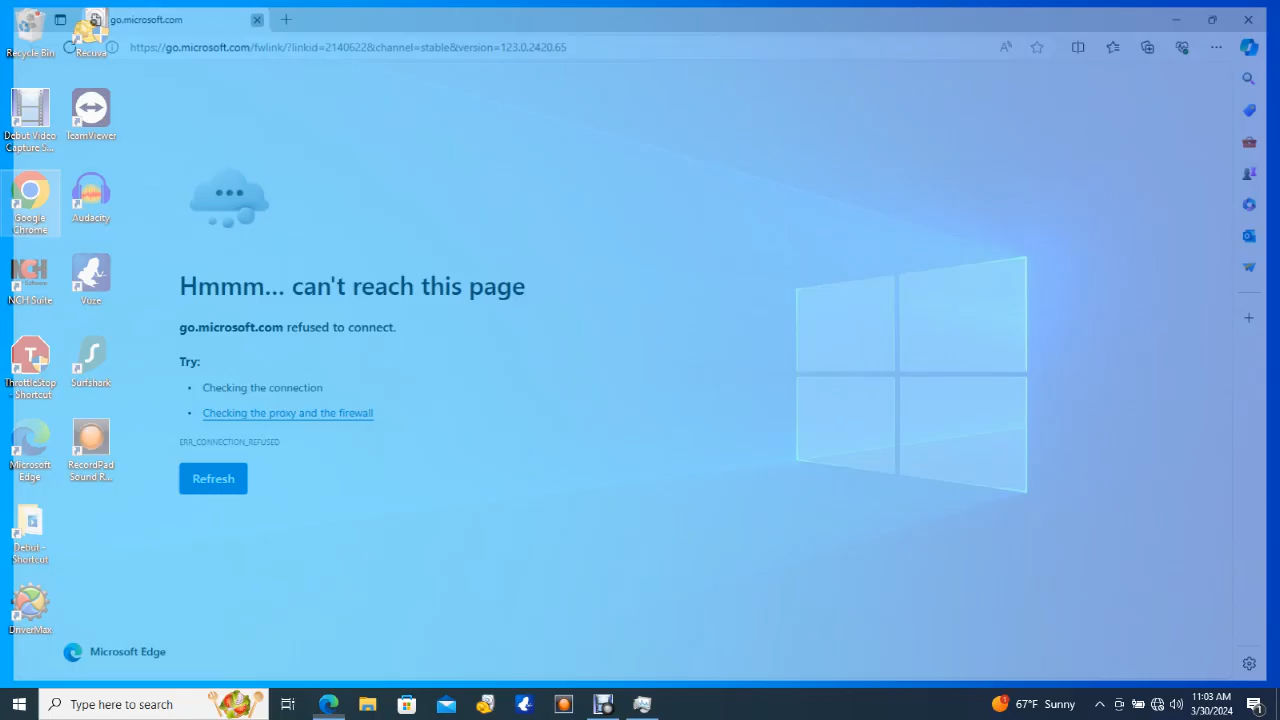 go.microsoft.com
https://go.microsoft.com/fwlink/?linkid=2140622&channel=stable&version=123.0.2420.65
Recycle Bin
Recuva
Debut Video
Capture S...
TeamViewer
Google
Chrome
Audacity
NCH
Software
NCH Suite
Vuze
ThrottleStop
- Shortcut
Surfshark
Microsoft
Edge
RecordPad
Sound R...
Debut -
Shortcut
DriverMax
Hmmm... can't reach this page
go.microsoft.com refused to connect.
Try:
• Checking the connection
• Checking the proxy and the firewall
ERR_CONNECTION_REFUSED
Refresh
Microsoft Edge
Type here to search
67°F Sunny
11:03 AM
3/30/2024
1